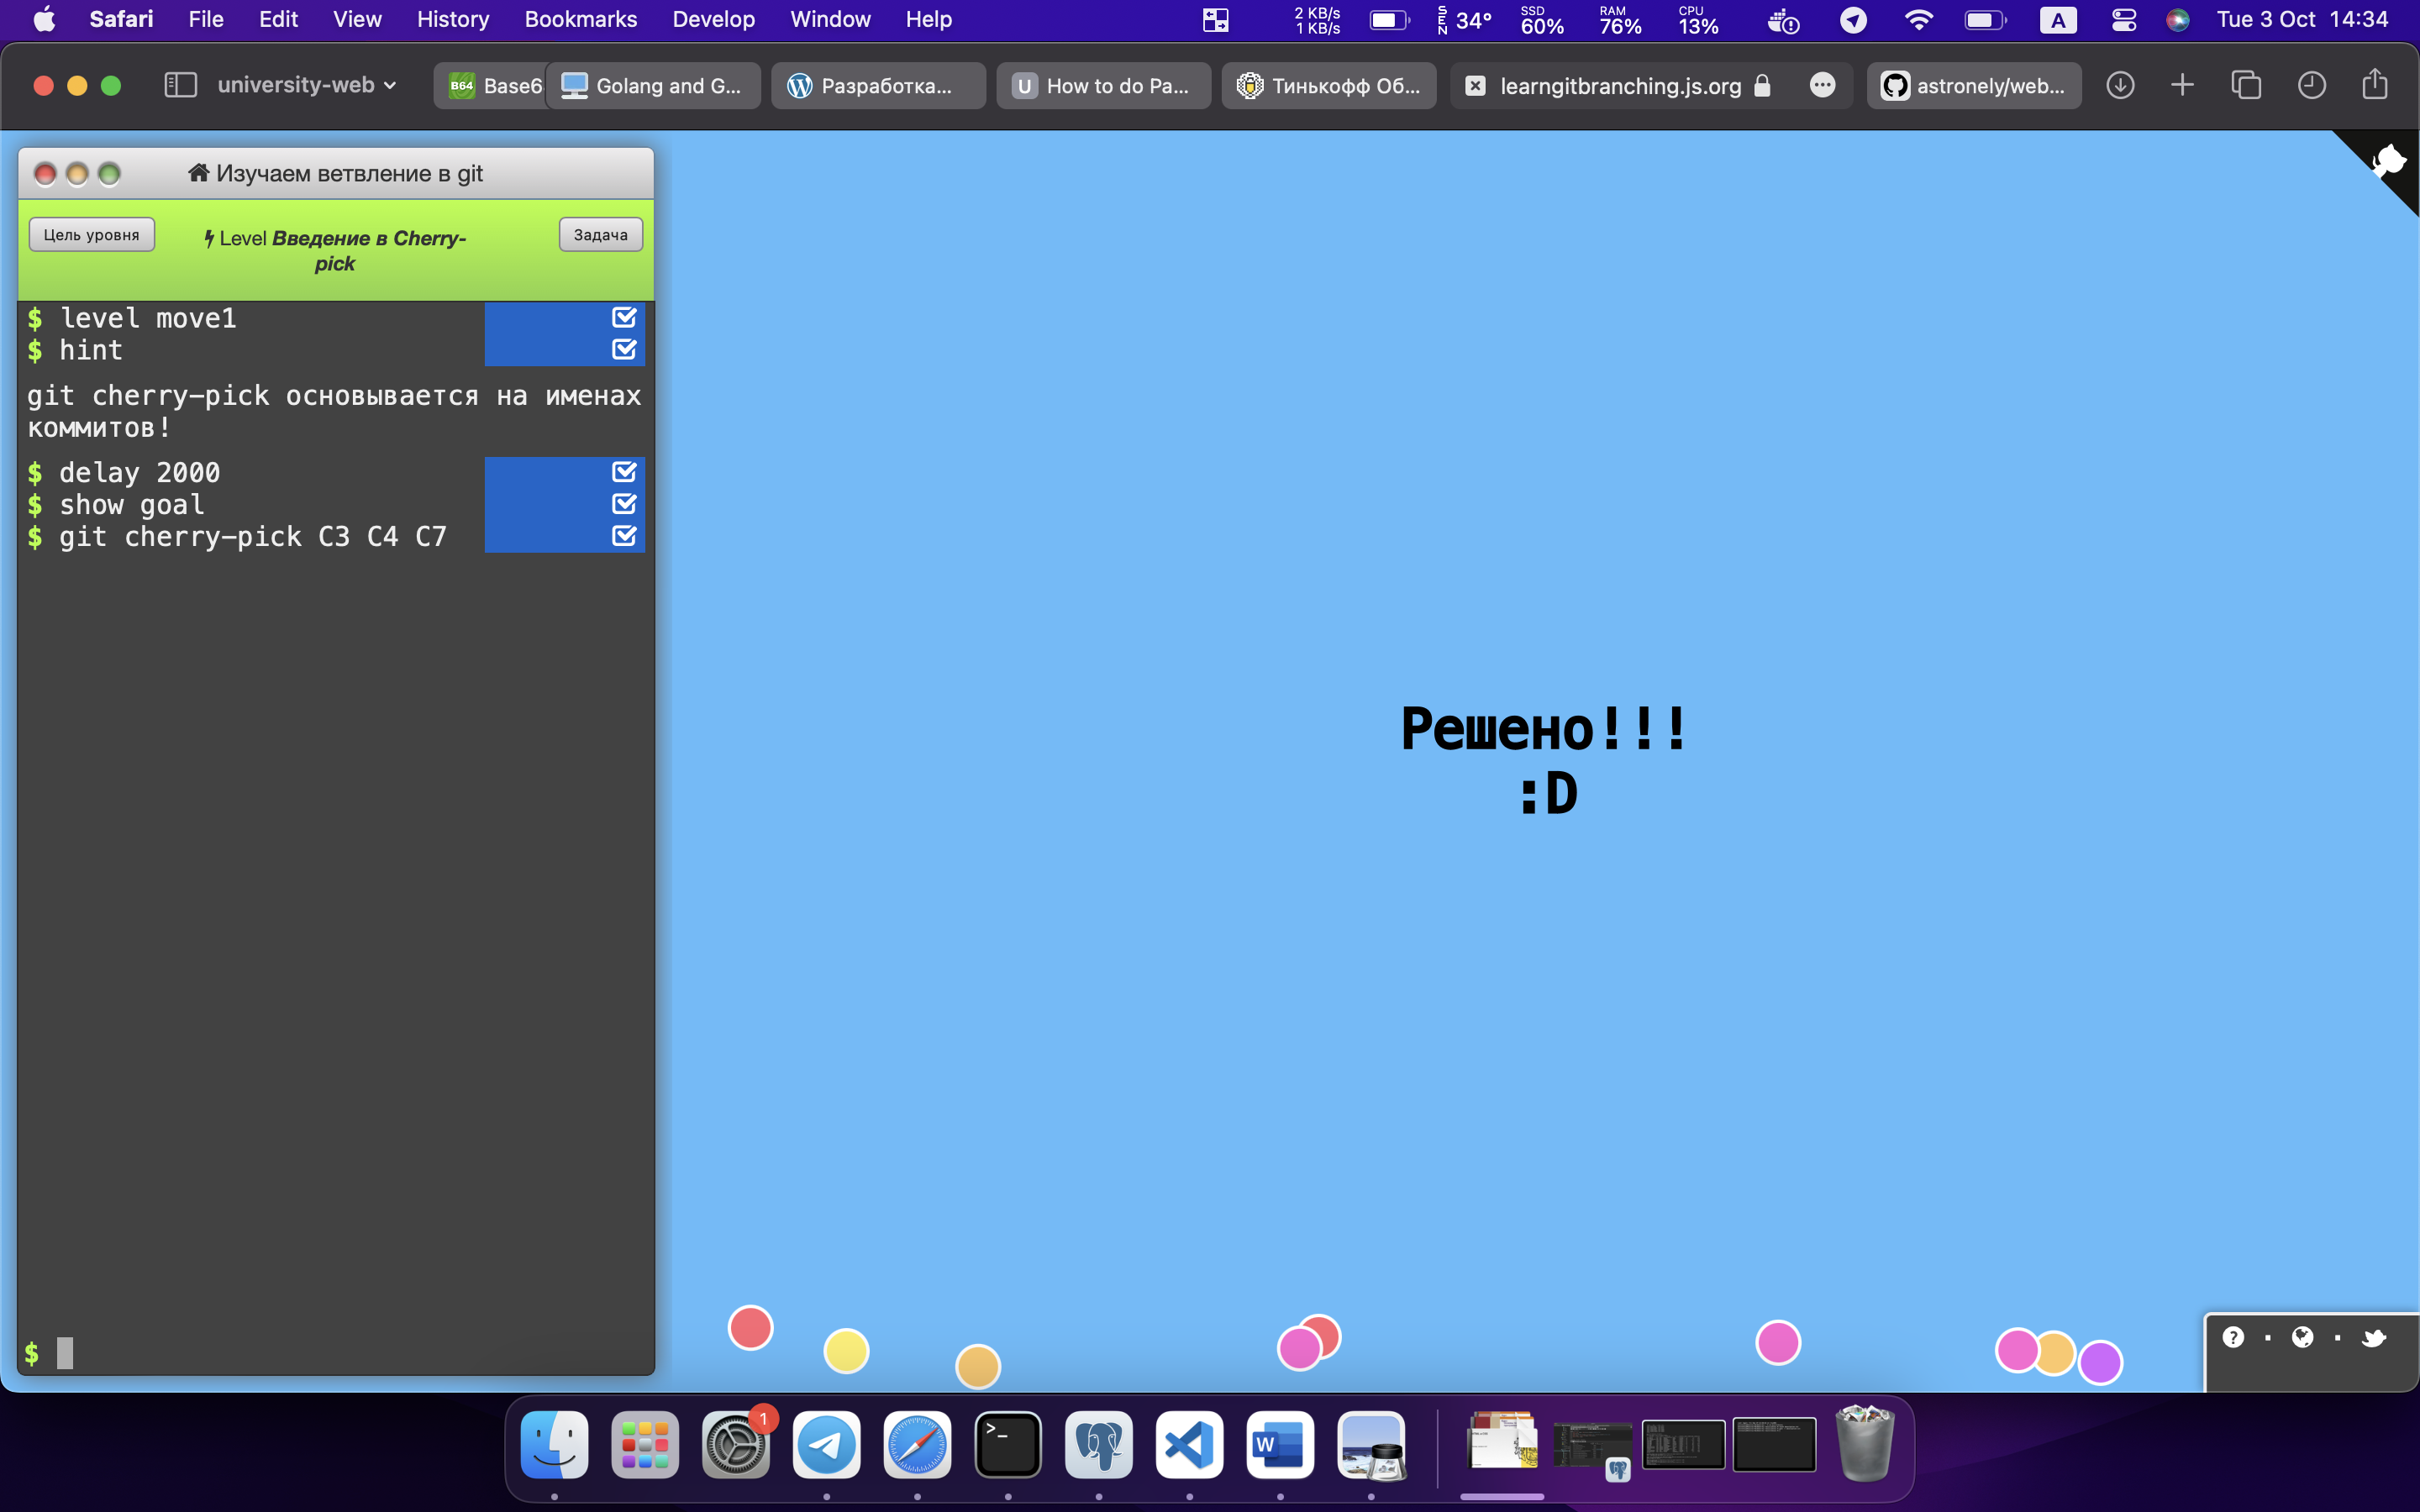 Safari File Edit View History Bookmarks Develop Window Help 2 KB/s 1 KB/s SEN 34° SSD 60% RAM 76% CPU 13% A Tue 3 Oct 14:34
university-web B64 Base6 Golang and G... Разработка... U How to do Pa... Тинькофф Об... learngitbranching.js.org astronely/web...
Изучаем ветвление в git
Цель уровня
Level Введение в Cherry-
pick
Задача
$ level move1
$ hint
git cherry-pick основывается на именах
коммитов!
$ delay 2000
$ show goal
$ git cherry-pick C3 C4 C7
$
Решено!!!
:D
?
1
>_
W